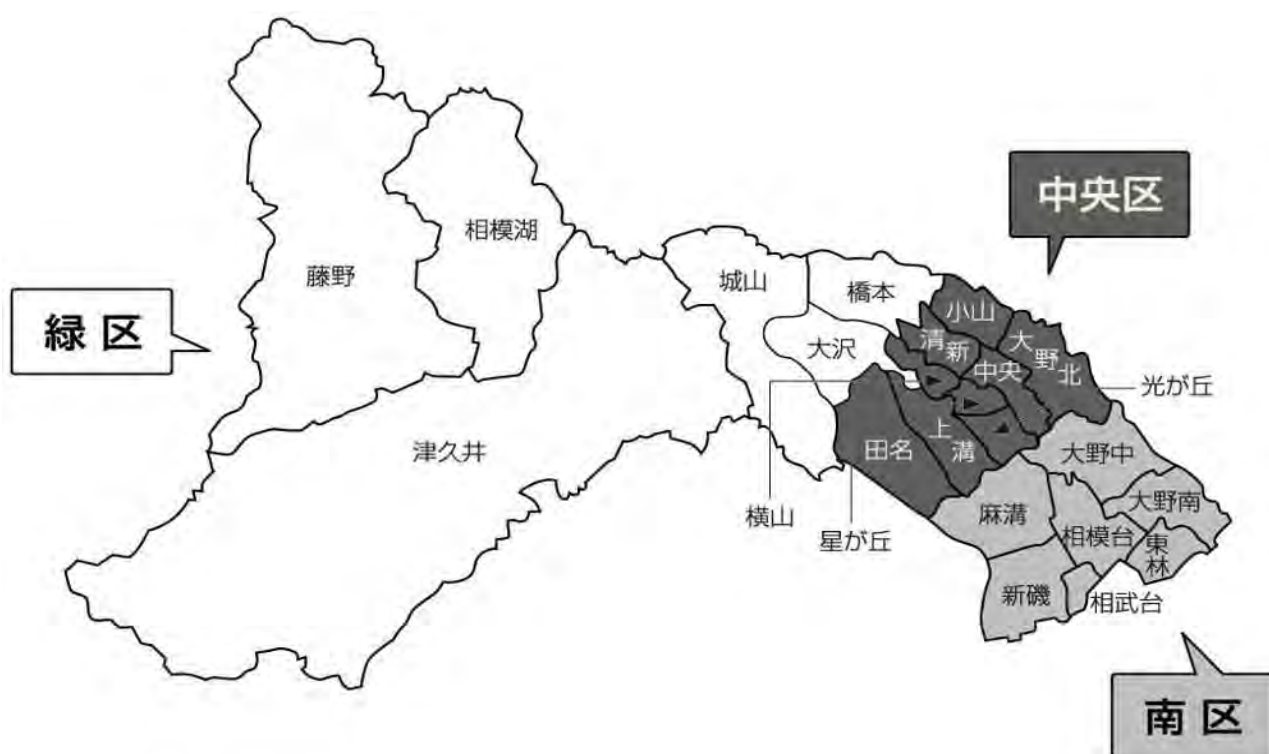 中央区
相模湖
藤野
城山
橋本
小山
緑区
大沢
清新
大野北
中央
光が丘
津久井
田名
上溝
大野中
横山
星が丘
麻溝
大野南
相模台
東林
新磯
相武台
南区